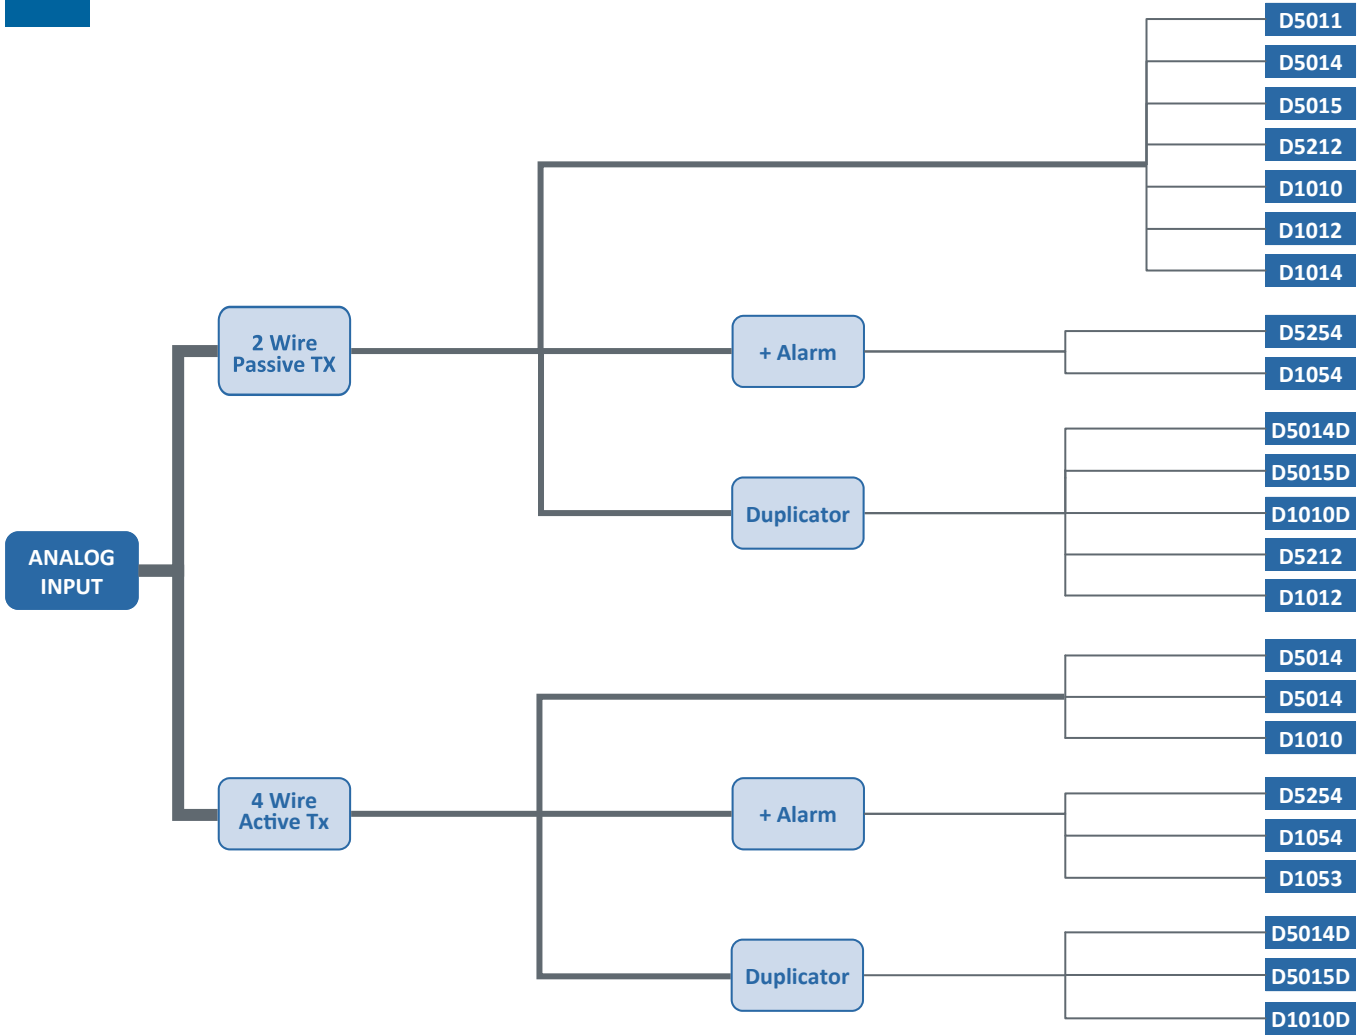 D5011
D5014
D5015
D5212
D1010
D1012
D1014
2 Wire
Passive TX
+ Alarm
D5254
D1054
Duplicator
D5014D
D5015D
D1010D
D5212
D1012
ANALOG
INPUT
D5014
D5014
D1010
4 Wire
Active Tx
+ Alarm
D5254
D1054
D1053
Duplicator
D5014D
D5015D
D1010D